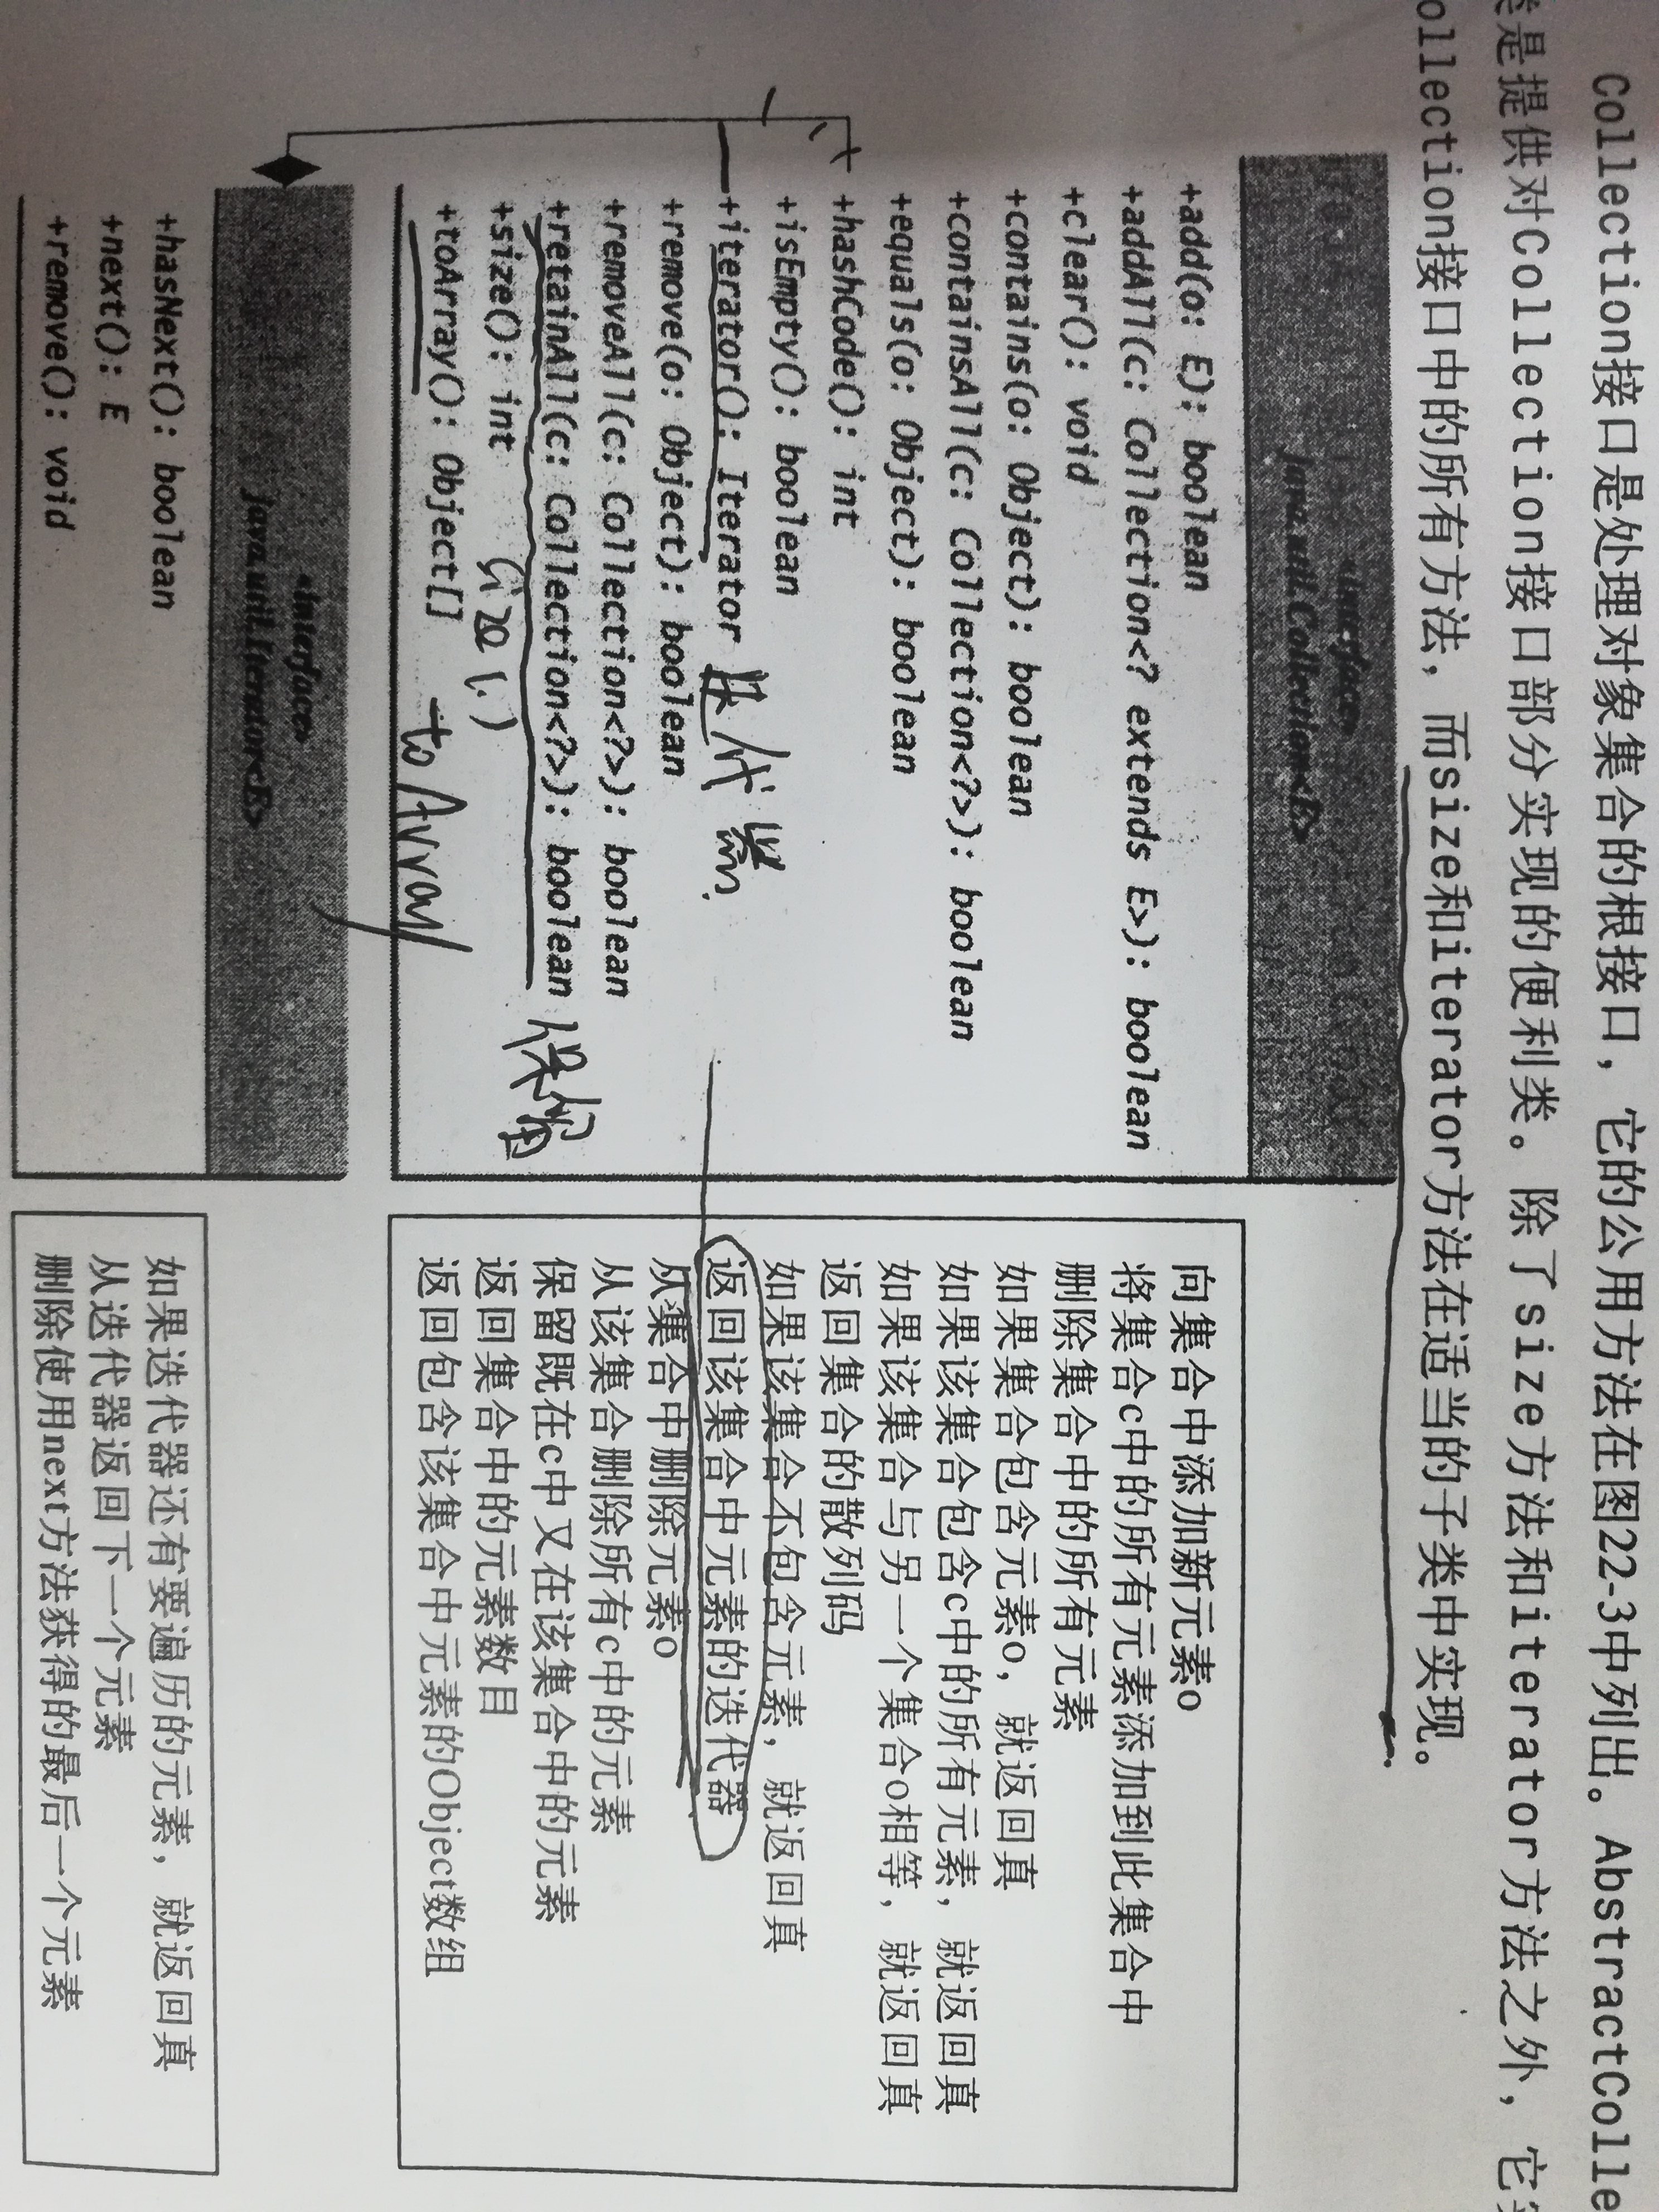 Collection接口是处理对象集合的根接口，它的公用方法在图22-3中列出。AbstractColle
类是提供对Collection接口部分实现的便利类。除了size方法和iterator方法之外，它
ollection接口中的所有方法，而size和iterator方法在适当的子类中实现。
«interface»
java.util.Collection<E>
+add(o: E): boolean
+addAll(c: Collection<? extends E>): boolean
+clear(): void
+contains(o: Object): boolean
+containsAll(c: Collection<?>): boolean
+equals(o: Object): boolean
+hashCode(): int
+isEmpty(): boolean
+iterator(): Iterator 迭代器
+remove(o: Object): boolean
+removeAll(c: Collection<?>): boolean
+retainAll(c: Collection<?>): boolean 保留
+size(): int
+toArray(): Object[] toArray
向集合中添加新元素o
将集合c中的所有元素添加到此集合中
删除集合中的所有元素
如果集合包含元素o，就返回真
如果该集合包含c中的所有元素，就返回真
如果该集合与另一个集合o相等，就返回真
返回集合的散列码
如果该集合不包含元素，就返回真
返回该集合中元素的迭代器
从集合中删除元素o
从该集合删除所有c中的元素
保留既在c中又在该集合中的元素
返回集合中的元素数目
返回包含该集合中元素的Object数组
«interface»
java.util.Iterator<E>
+hasNext(): boolean
+next(): E
+remove(): void
如果迭代器还有要遍历的元素，就返回真
从迭代器返回下一个元素
删除使用next方法获得的最后一个元素